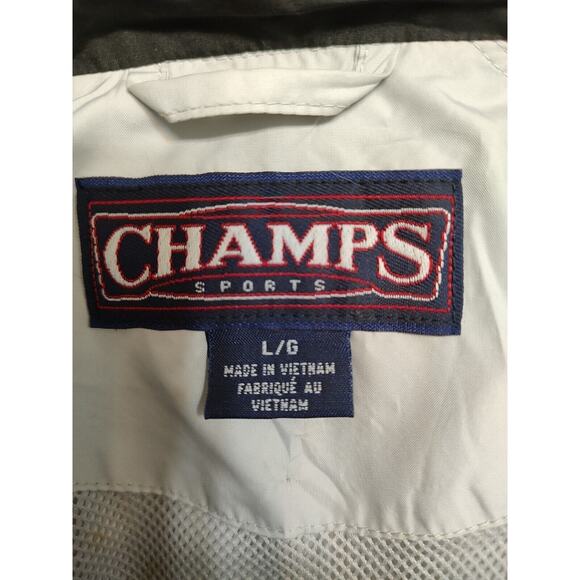 CHAMPS
SPORTS
L/G
MADE IN VIETNAM
FABRIQUÉ AU
VIETNAM